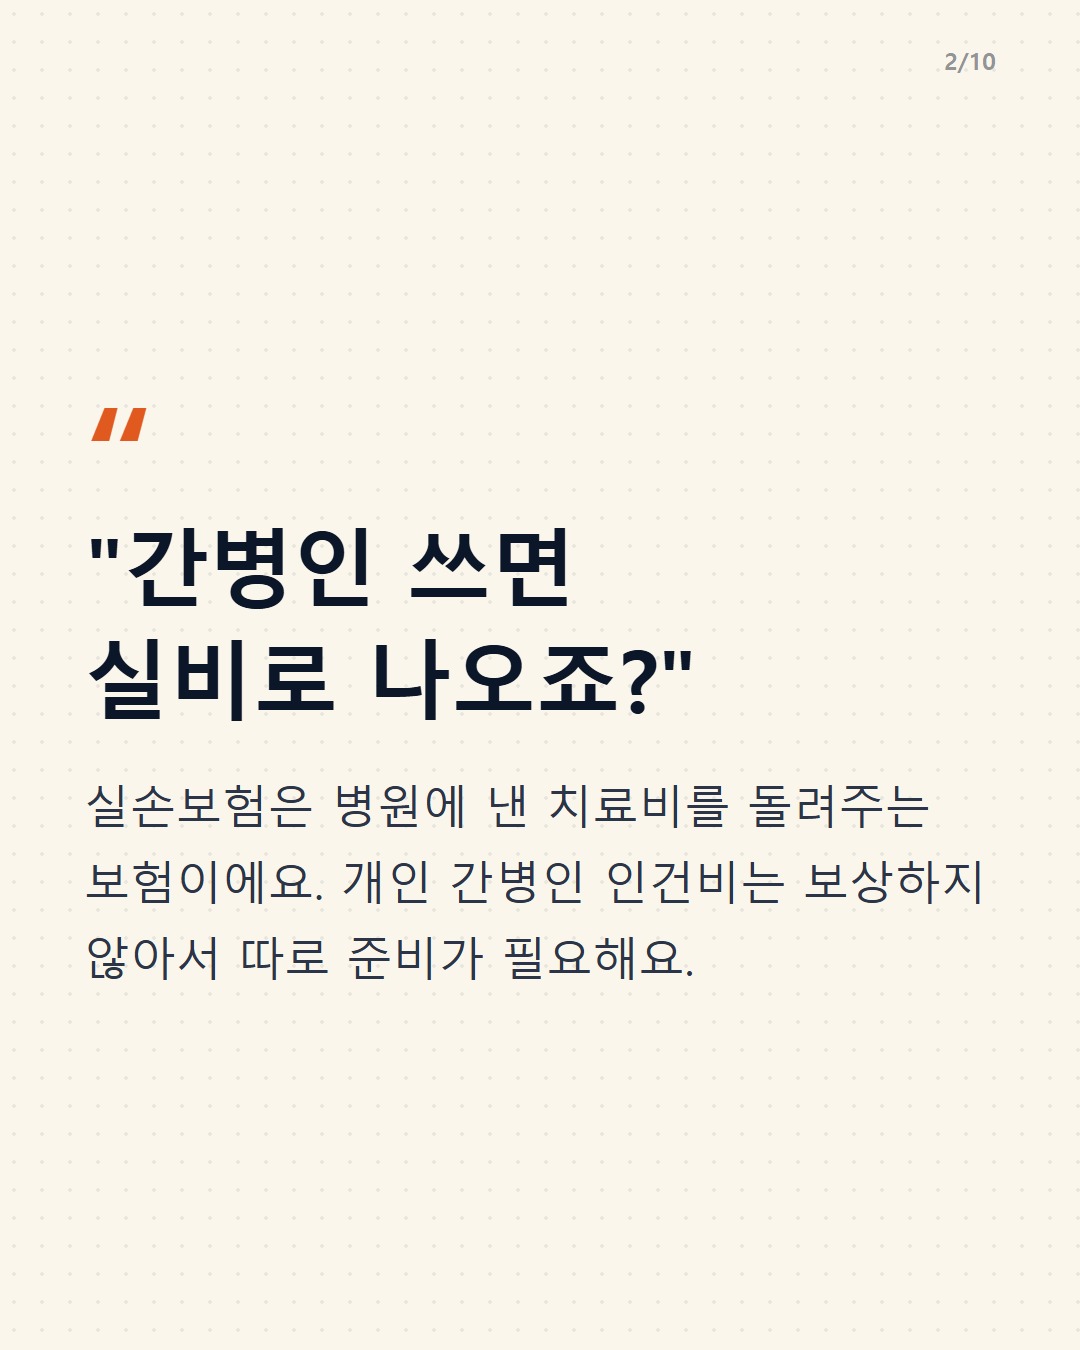 2/10
“
"간병인 쓰면
실비로 나오죠?"
실손보험은 병원에 낸 치료비를 돌려주는
보험이에요. 개인 간병인 인건비는 보상하지
않아서 따로 준비가 필요해요.